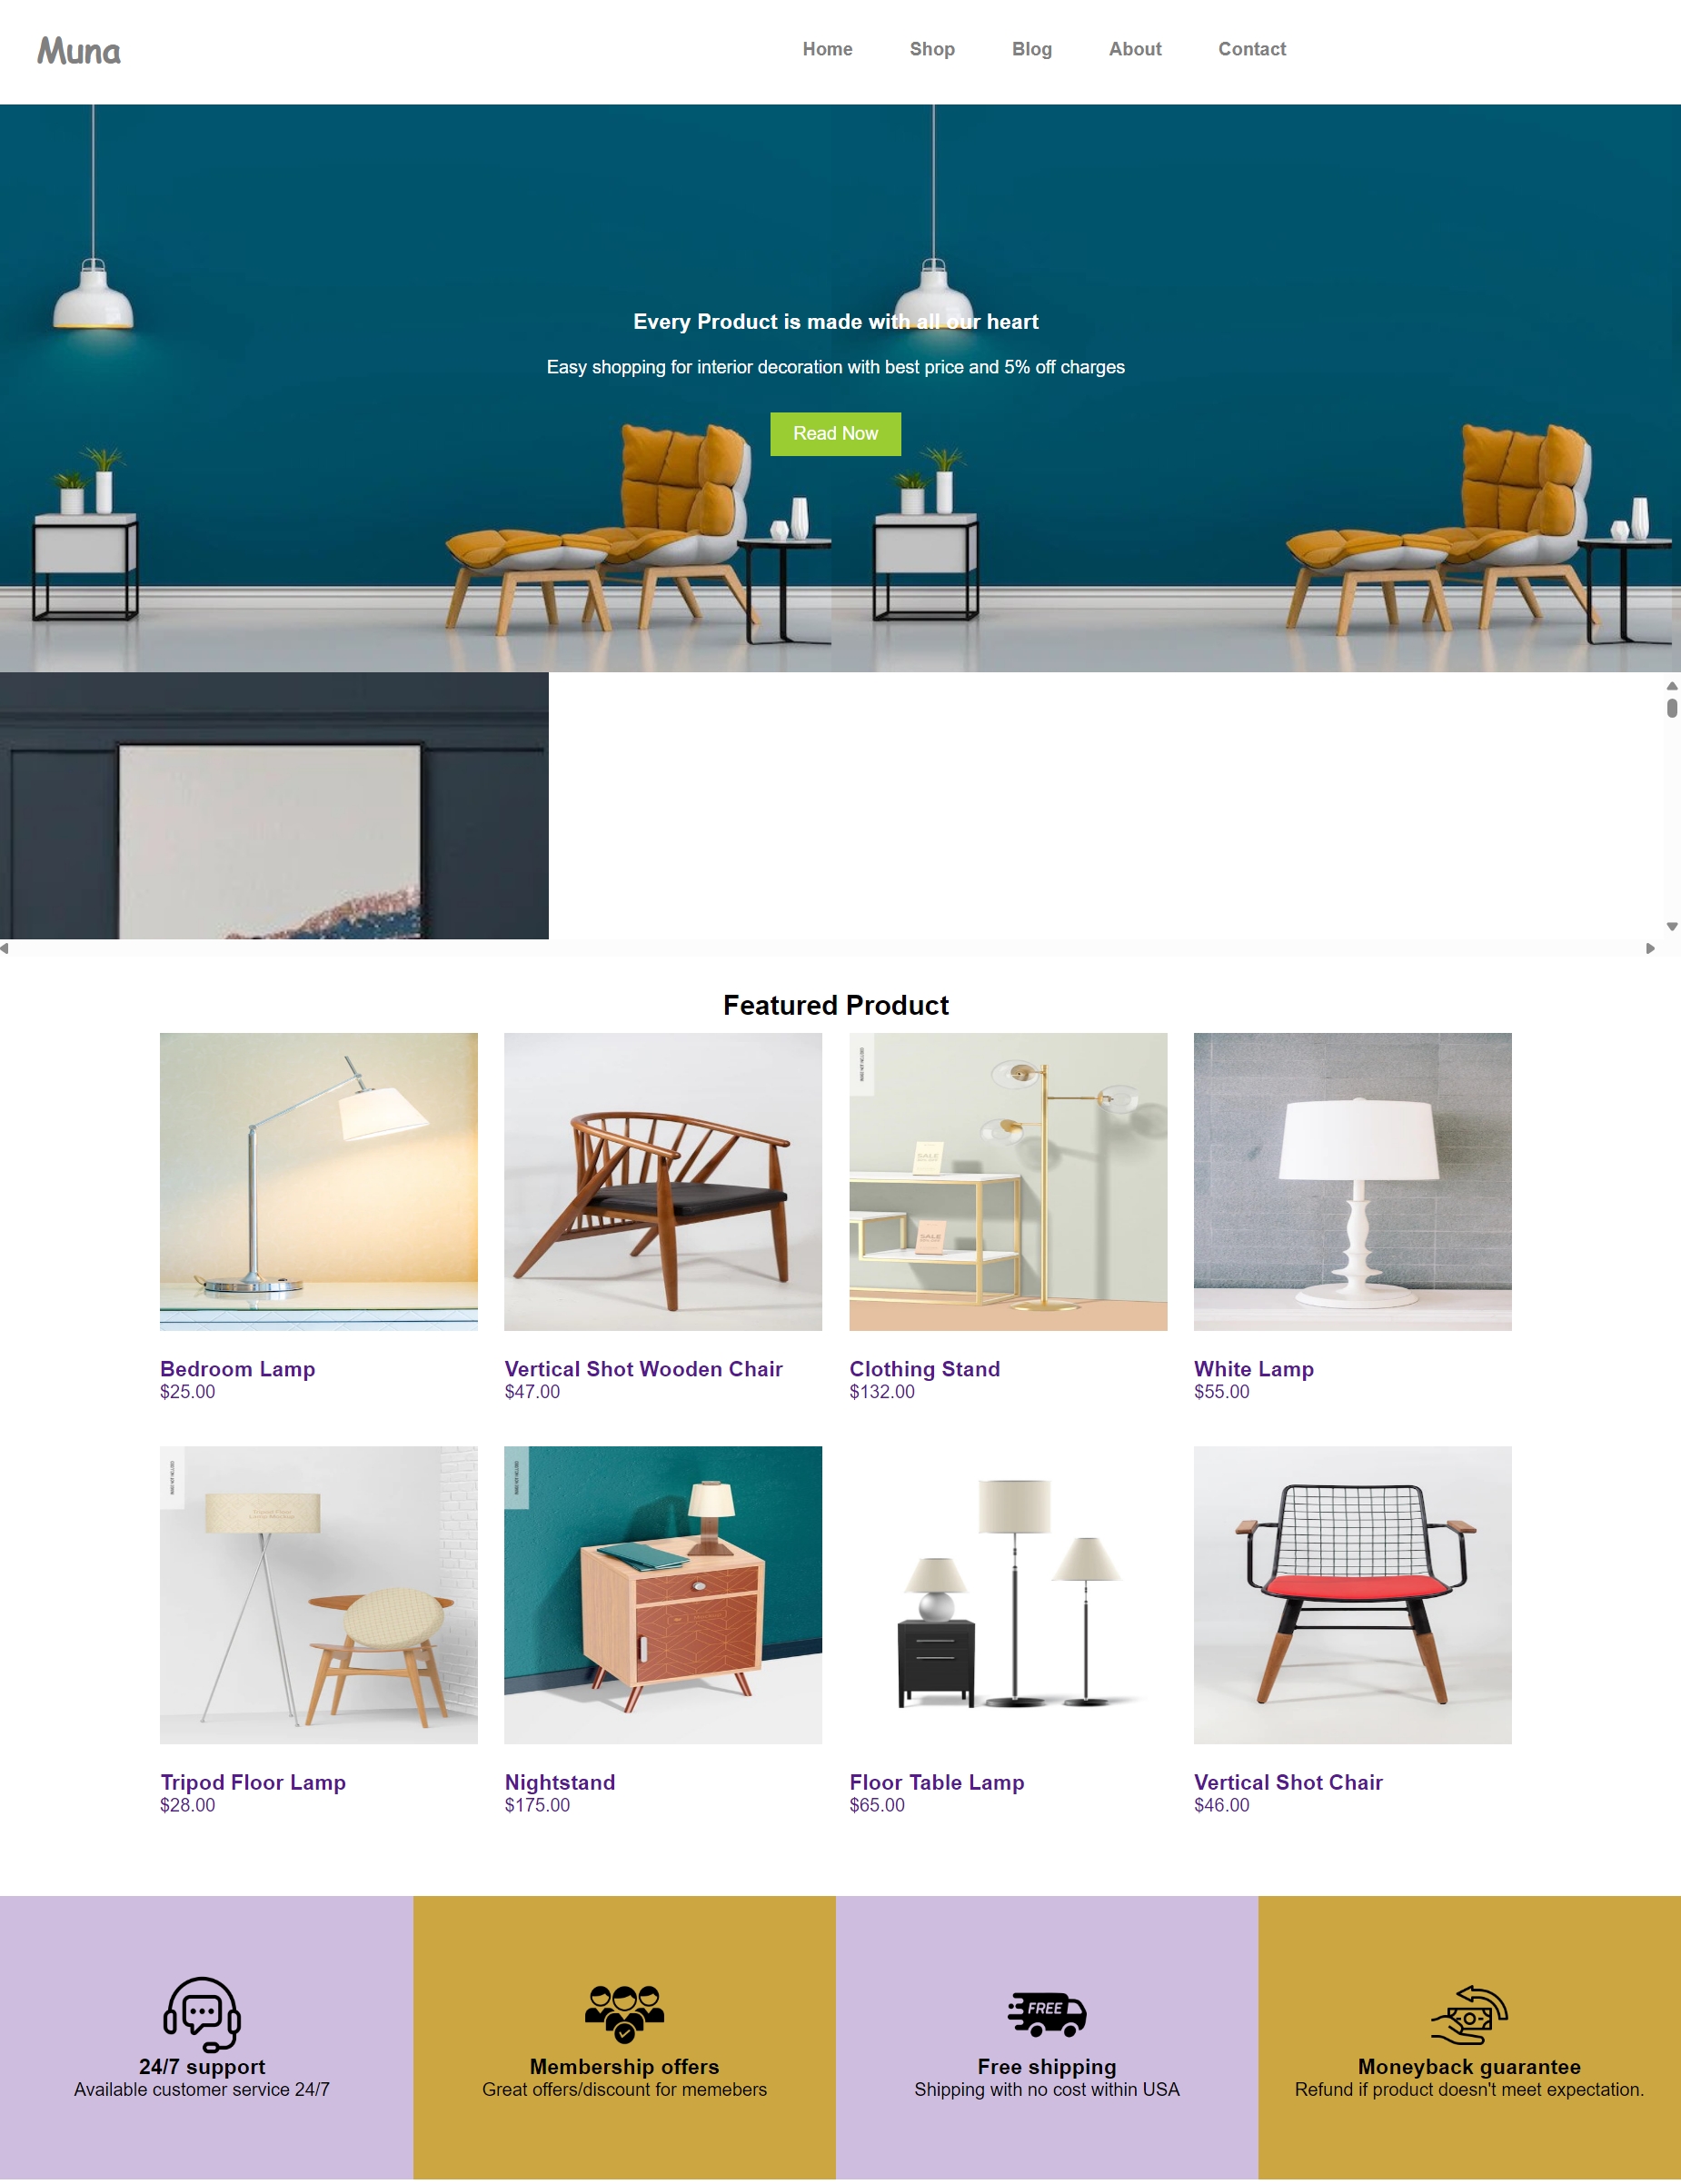 Muna
Home Shop Blog About Contact
Every Product is made with all our heart
Easy shopping for interior decoration with best price and 5% off charges
Read Now
Featured Product
SALE
SALE
Bedroom Lamp
$25.00
Vertical Shot Wooden Chair
$47.00
Clothing Stand
$132.00
White Lamp
$55.00
Tripod Floor Lamp
$28.00
Nightstand
$175.00
Floor Table Lamp
$65.00
Vertical Shot Chair
$46.00
FREE
24/7 support
Available customer service 24/7
Membership offers
Great offers/discount for memebers
Free shipping
Shipping with no cost within USA
Moneyback guarantee
Refund if product doesn't meet expectation.